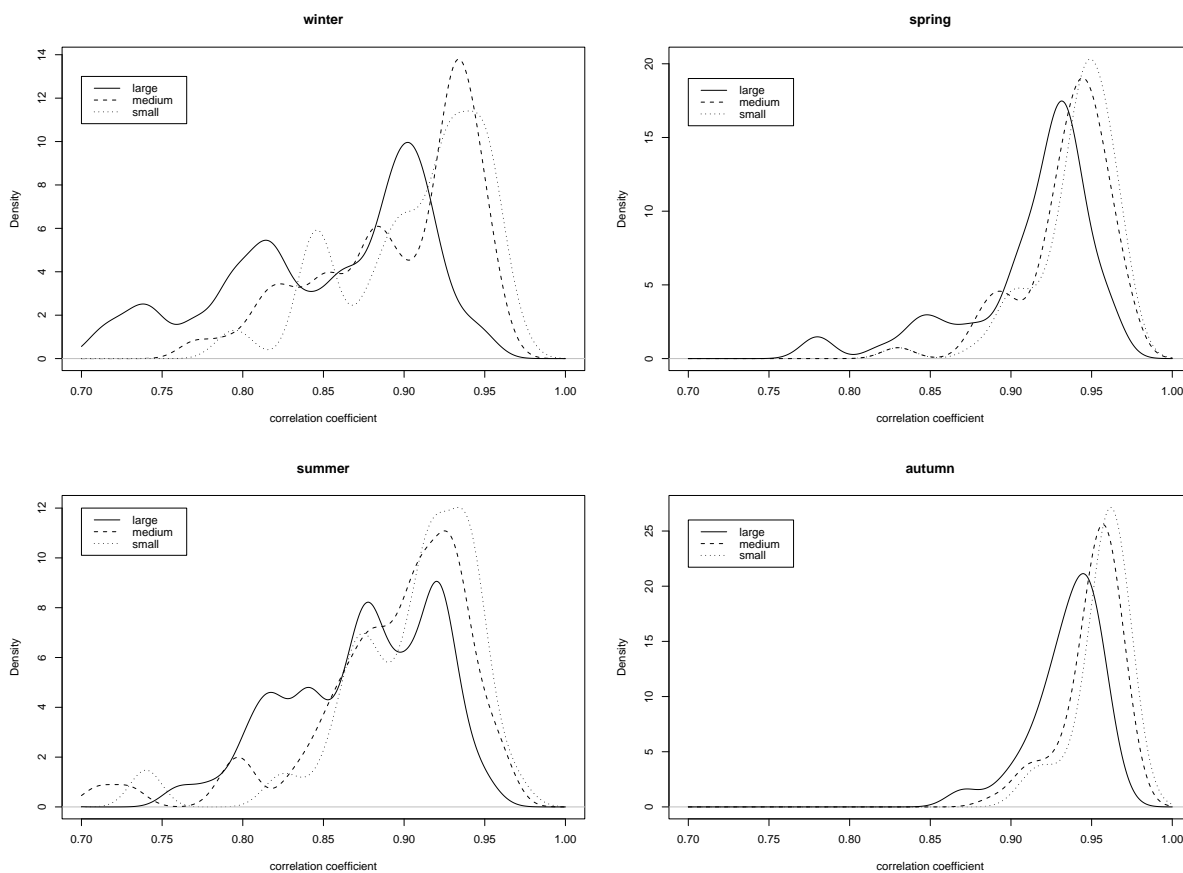 winter
large
medium
small
Density
0 2 4 6 8 10 12 14
0.70 0.75 0.80 0.85 0.90 0.95 1.00
correlation coefficient
spring
large
medium
small
Density
0 5 10 15 20
0.70 0.75 0.80 0.85 0.90 0.95 1.00
correlation coefficient
summer
large
medium
small
Density
0 2 4 6 8 10 12
0.70 0.75 0.80 0.85 0.90 0.95 1.00
correlation coefficient
autumn
large
medium
small
Density
0 5 10 15 20 25
0.70 0.75 0.80 0.85 0.90 0.95 1.00
correlation coefficient